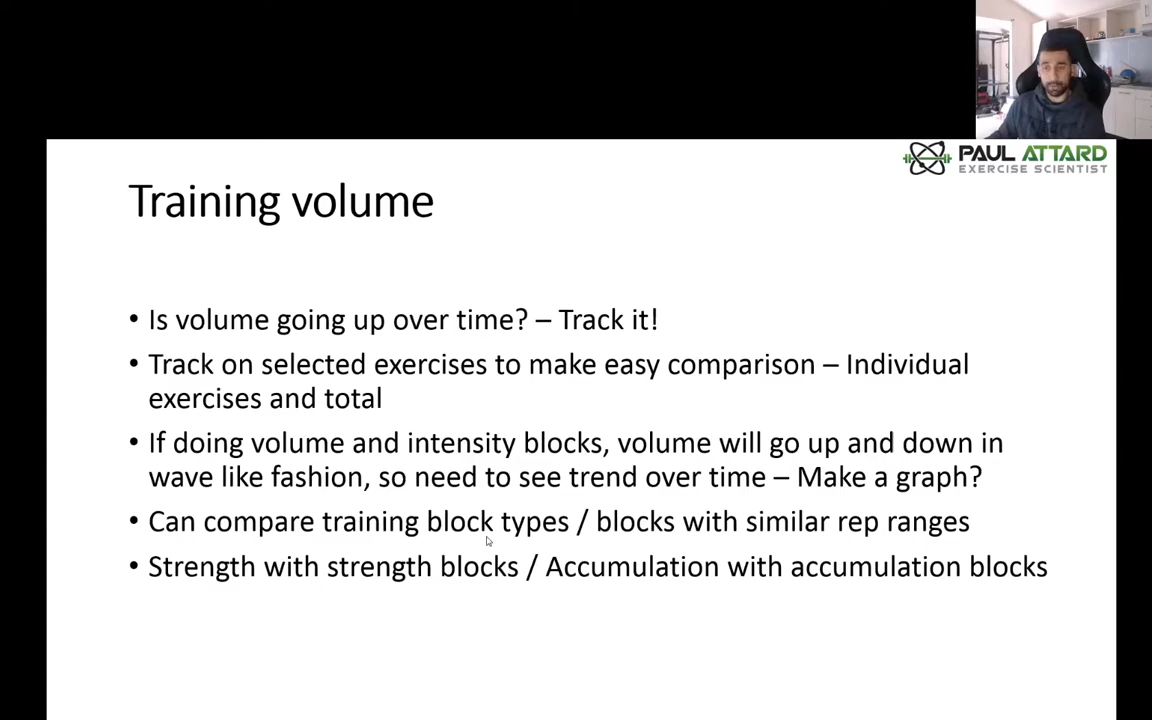 PAUL ATTARD
EXERCISE SCIENTIST
Training volume
• Is volume going up over time? – Track it!
• Track on selected exercises to make easy comparison – Individual
exercises and total
• If doing volume and intensity blocks, volume will go up and down in
wave like fashion, so need to see trend over time – Make a graph?
• Can compare training block types / blocks with similar rep ranges
• Strength with strength blocks / Accumulation with accumulation blocks